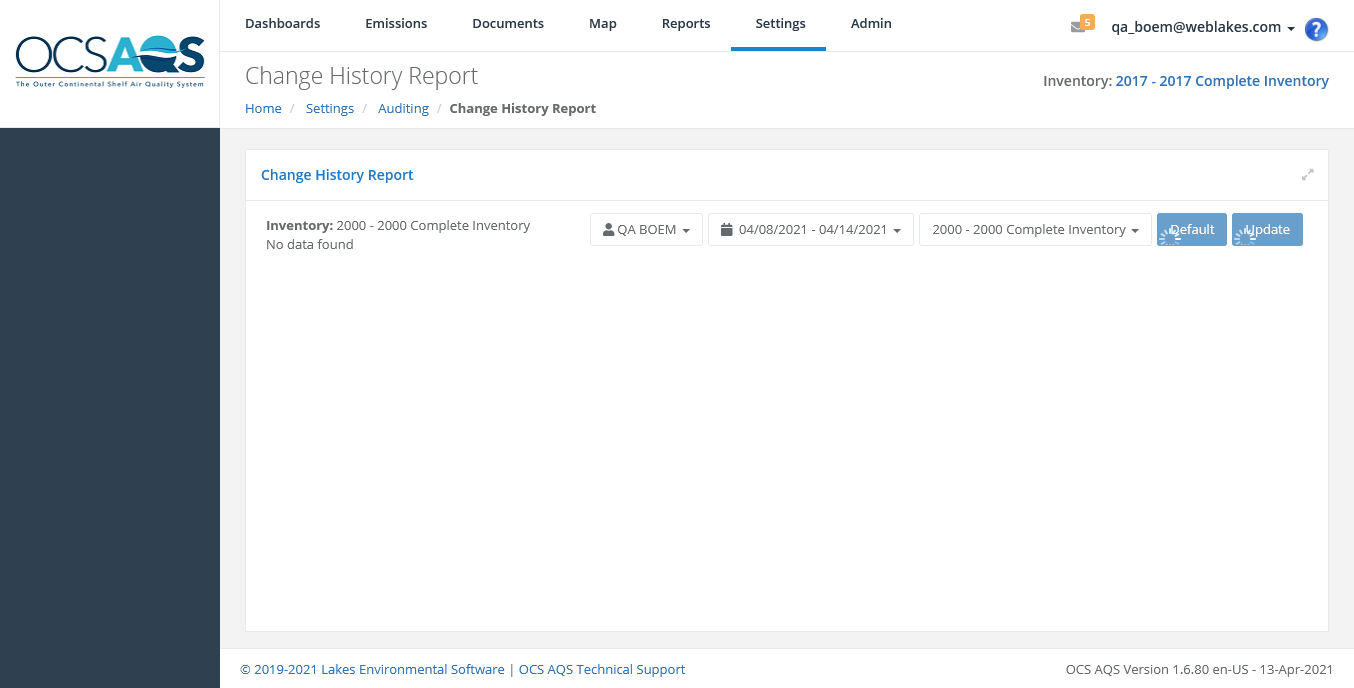 OCSAQS
The Outer Continental Shelf Air Quality System
Dashboards Emissions Documents Map Reports Settings Admin
5 qa_boem@weblakes.com ?
Change History Report
Inventory: 2017 - 2017 Complete Inventory
Home / Settings / Auditing / Change History Report
Change History Report
Inventory: 2000 - 2000 Complete Inventory
No data found
QA BOEM 04/08/2021 - 04/14/2021 2000 - 2000 Complete Inventory Default Update
© 2019-2021 Lakes Environmental Software | OCS AQS Technical Support
OCS AQS Version 1.6.80 en-US - 13-Apr-2021